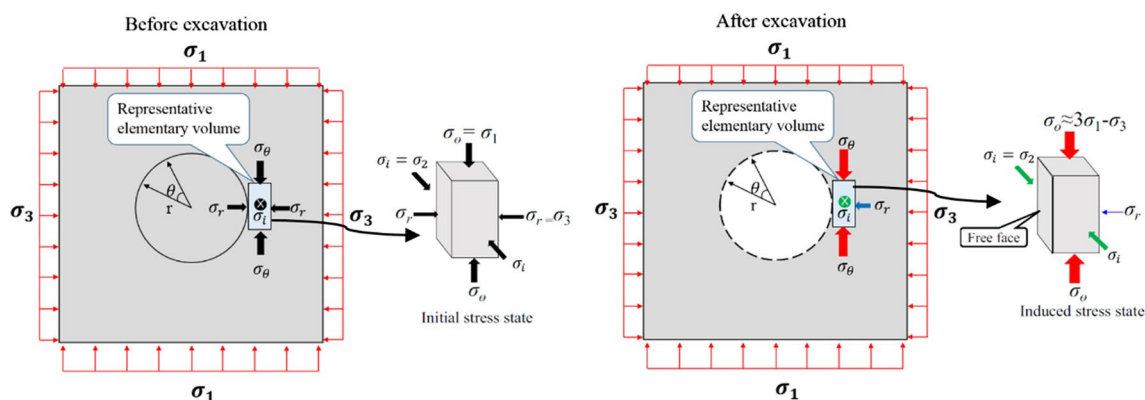 Before excavation
σ1
Representative
elementary volume
σθ
σr
σi
σr
σθ
θ
r
σ3
σ3
σ1
σo = σ1
σi = σ2
σr
σr = σ3
σi
σo
Initial stress state
After excavation
σ1
Representative
elementary volume
σθ
σi
σr
σθ
θ
r
σ3
σ3
σ1
σo≈3σ1-σ3
σi = σ2
σr
Free face
σi
σo
Induced stress state